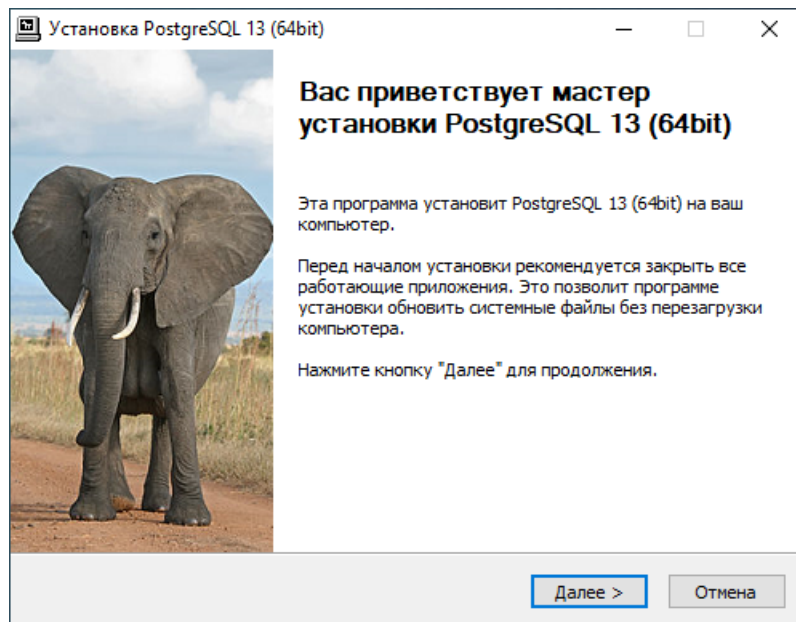 Установка PostgreSQL 13 (64bit)
Вас приветствует мастер
установки PostgreSQL 13 (64bit)
Эта программа установит PostgreSQL 13 (64bit) на ваш
компьютер.
Перед началом установки рекомендуется закрыть все
работающие приложения. Это позволит программе
установки обновить системные файлы без перезагрузки
компьютера.
Нажмите кнопку "Далее" для продолжения.
Далее >
Отмена